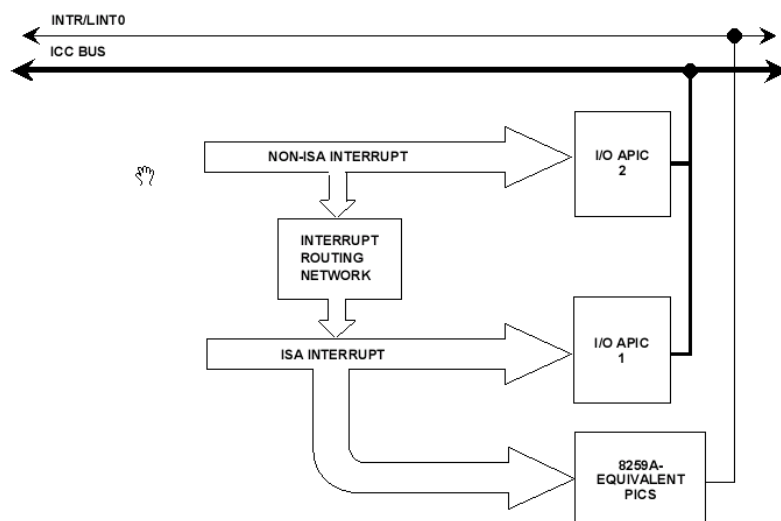 INTR/LINT0
ICC BUS
NON-ISA INTERRUPT
I/O APIC
2
INTERRUPT
ROUTING
NETWORK
ISA INTERRUPT
I/O APIC
1
8259A-
EQUIVALENT
PICS